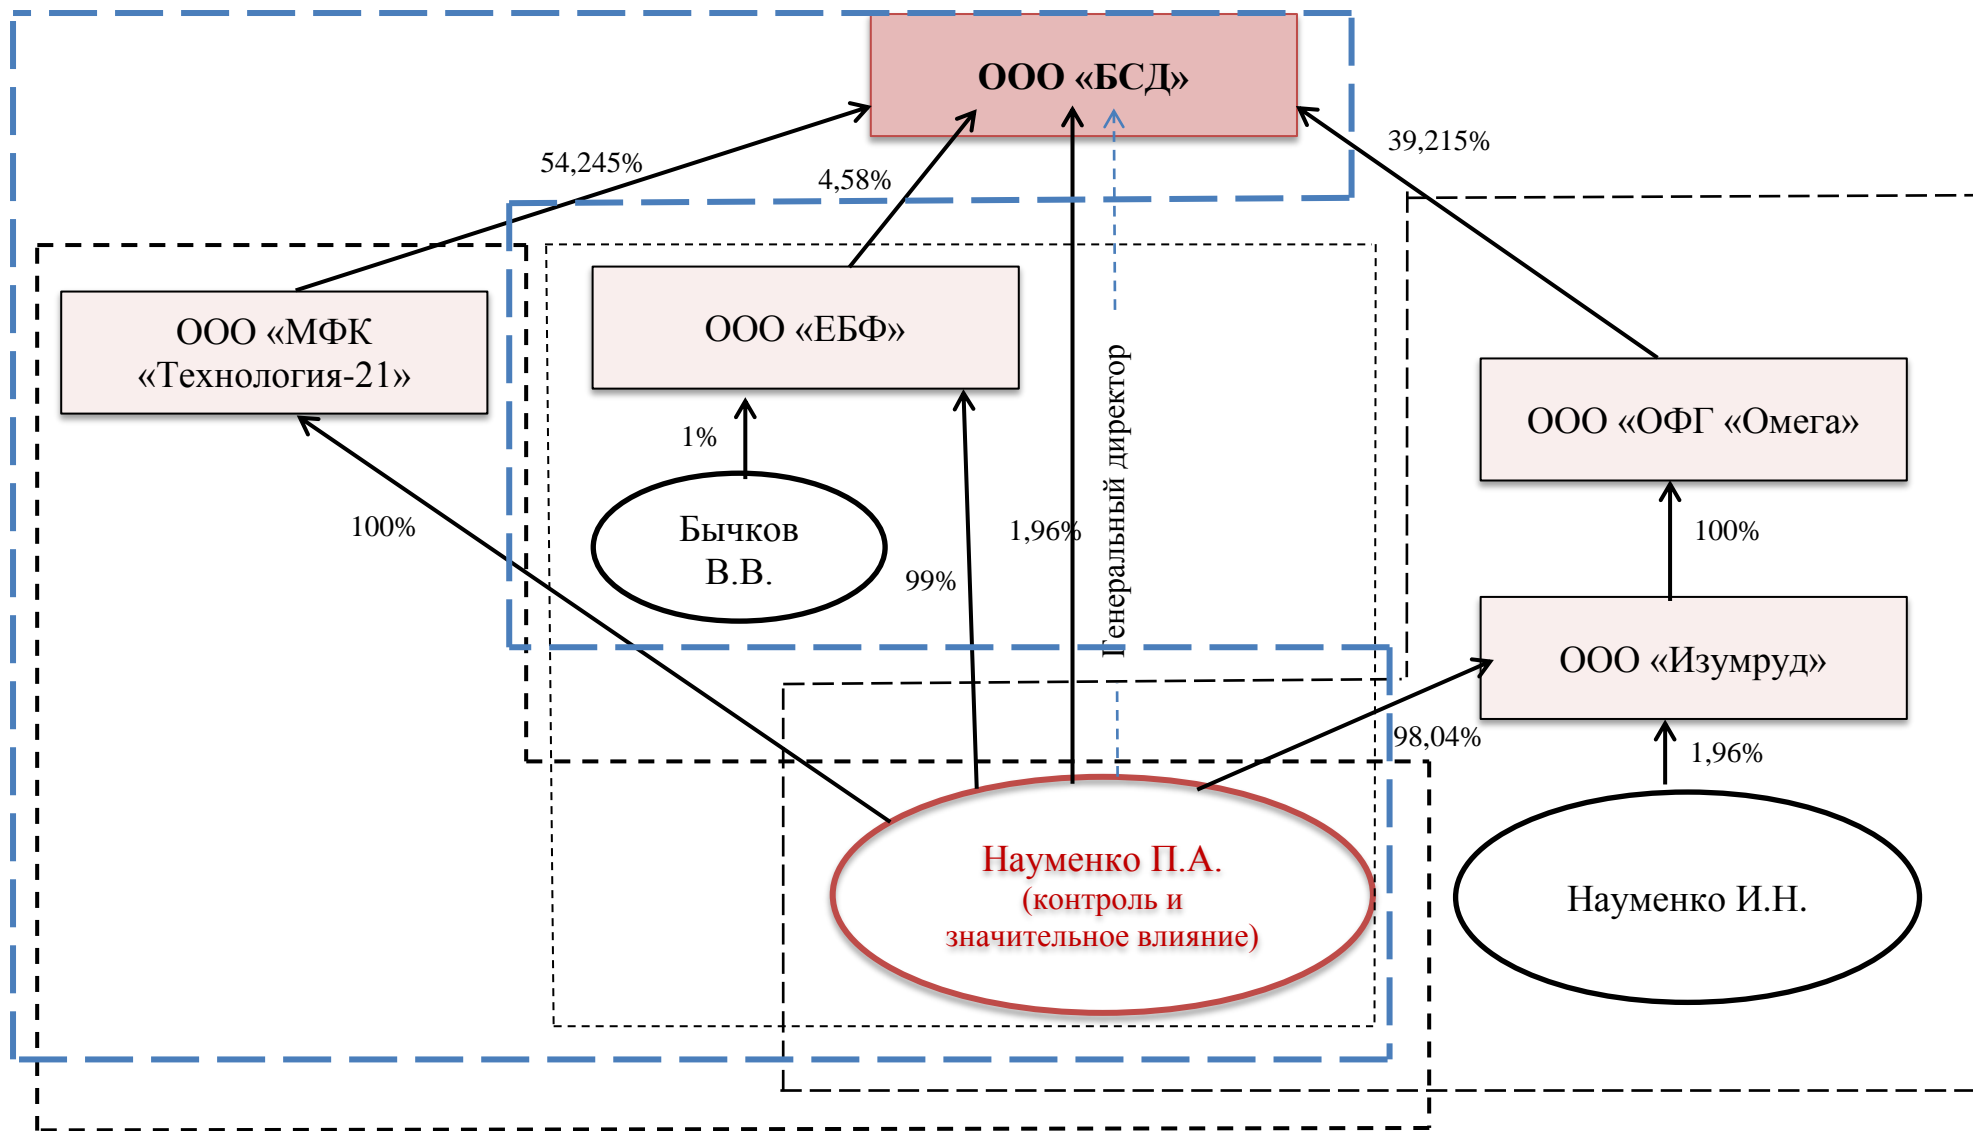 ООО «БСД»
54,245%
4,58%
39,215%
ООО «МФК
«Технология-21»
ООО «ЕБФ»
Генеральный директор
ООО «ОФГ «Омега»
1%
100%
Бычков
В.В.
99%
1,96%
100%
ООО «Изумруд»
98,04%
1,96%
Науменко П.А.
(контроль и
значительное влияние)
Науменко И.Н.